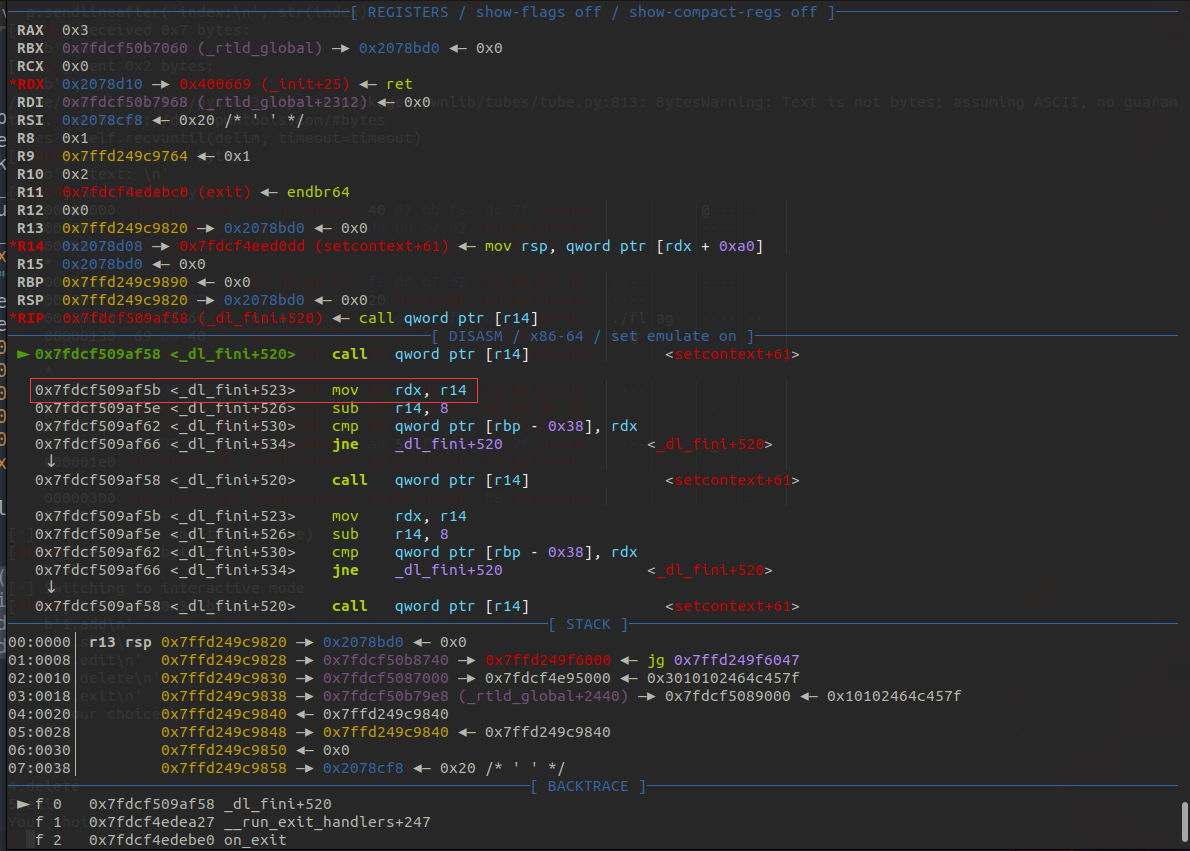 p.sendlineafter('index:\n', str(inde
[ REGISTERS / show-flags off / show-compact-regs off ]
RAX 0x3
RBX 0x7fdcf50b7060 (_rtld_global) —▸ 0x2078bd0 ◂— 0x0
RCX 0x0
*RDX 0x2078d10 —▸ 0x400669 (_init+25) ◂— ret
RDI 0x7fdcf50b7968 (_rtld_global+2312) ◂— 0x0
RSI 0x2078cf8 ◂— 0x20 /* ' ' */
R8 0x1
R9 0x7ffd249c9764 ◂— 0x1
R10 0x2
R11 0x7fdcf4edebc0 (exit) ◂— endbr64
R12 0x0
R13 0x7ffd249c9820 —▸ 0x2078bd0 ◂— 0x0
*R14 0x2078d08 —▸ 0x7fdcf4eed0dd (setcontext+61) ◂— mov rsp, qword ptr [rdx + 0xa0]
R15 0x2078bd0 ◂— 0x0
RBP 0x7ffd249c9890 ◂— 0x0
RSP 0x7ffd249c9820 —▸ 0x2078bd0 ◂— 0x0
*RIP 0x7fdcf509af58 (_dl_fini+520) ◂— call qword ptr [r14]
[ DISASM / x86-64 / set emulate on ]
► 0x7fdcf509af58 <_dl_fini+520> call qword ptr [r14] <setcontext+61>
0x7fdcf509af5b <_dl_fini+523> mov rdx, r14
0x7fdcf509af5e <_dl_fini+526> sub r14, 8
0x7fdcf509af62 <_dl_fini+530> cmp qword ptr [rbp - 0x38], rdx
0x7fdcf509af66 <_dl_fini+534> jne _dl_fini+520 <_dl_fini+520>
↓
0x7fdcf509af58 <_dl_fini+520> call qword ptr [r14] <setcontext+61>
0x7fdcf509af5b <_dl_fini+523> mov rdx, r14
0x7fdcf509af5e <_dl_fini+526> sub r14, 8
0x7fdcf509af62 <_dl_fini+530> cmp qword ptr [rbp - 0x38], rdx
0x7fdcf509af66 <_dl_fini+534> jne _dl_fini+520 <_dl_fini+520>
↓
0x7fdcf509af58 <_dl_fini+520> call qword ptr [r14] <setcontext+61>
[ STACK ]
00:0000│ r13 rsp 0x7ffd249c9820 —▸ 0x2078bd0 ◂— 0x0
01:0008│ 0x7ffd249c9828 —▸ 0x7fdcf50b8740 —▸ 0x7ffd249f6000 ◂— jg 0x7ffd249f6047
02:0010│ 0x7ffd249c9830 —▸ 0x7fdcf5087000 —▸ 0x7fdcf4e95000 ◂— 0x3010102464c457f
03:0018│ 0x7ffd249c9838 —▸ 0x7fdcf50b79e8 (_rtld_global+2440) —▸ 0x7fdcf5089000 ◂— 0x10102464c457f
04:0020│ 0x7ffd249c9840 ◂— 0x7ffd249c9840
05:0028│ 0x7ffd249c9848 —▸ 0x7ffd249c9840 ◂— 0x7ffd249c9840
06:0030│ 0x7ffd249c9850 ◂— 0x0
07:0038│ 0x7ffd249c9858 —▸ 0x2078cf8 ◂— 0x20 /* ' ' */
[ BACKTRACE ]
► f 0 0x7fdcf509af58 _dl_fini+520
f 1 0x7fdcf4edea27 __run_exit_handlers+247
f 2 0x7fdcf4edebe0 on_exit